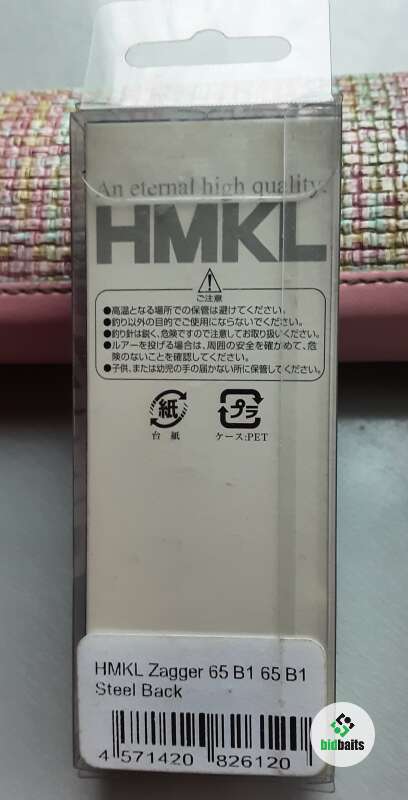 An eternal high quality.
HMKL
ご注意
●高温となる場所での保管は避けてください。
●釣り以外の目的でご使用にならないでください。
●釣り針は鋭く、危険ですので注意してお取り扱いください。
●ルアーを投げる場合は、周囲の安全を確かめて、危
険のないことを確認してください。
●子供、または幼児の手の届かない所に保管してください。
紙 プラ
台紙 ケース:PET
HMKL Zagger 65 B1 65 B1
Steel Back
4 571420 826120
bidbaits